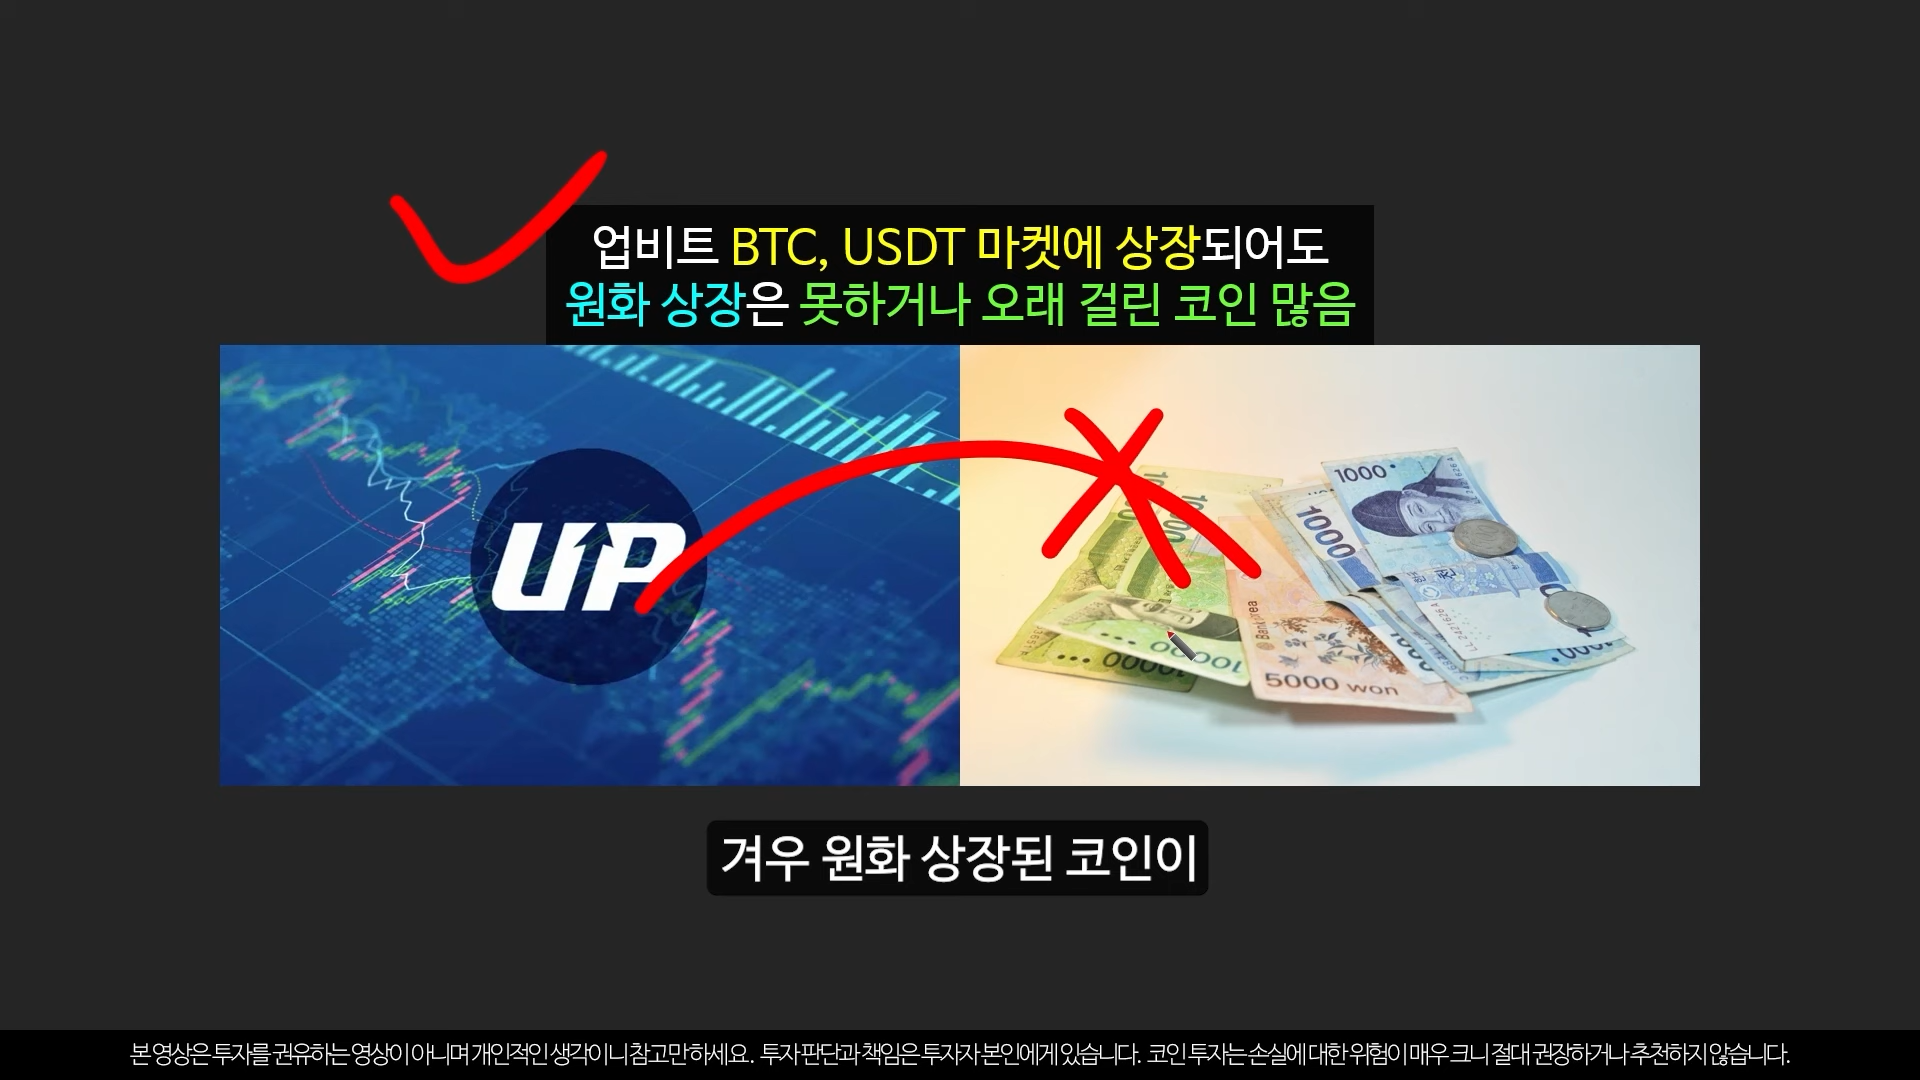 업비트 BTC, USDT 마켓에 상장되어도
원화 상장은 못하거나 오래 걸린 코인 많음
UP
1000
1000
5000 won
겨우 원화 상장된 코인이
본 영상은 투자를 권유하는 영상이 아니며 개인적인 생각이니 참고만 하세요. 투자 판단과 책임은 투자자 본인에게 있습니다. 코인 투자는 손실에 대한 위험이 매우 크니 절대 권장하거나 추천하지 않습니다.